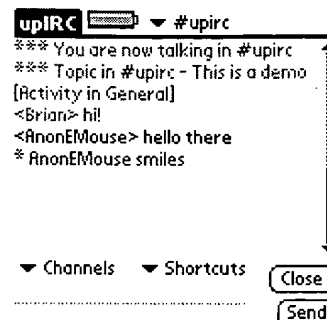 upIRC #upirc
*** You are now talking in #upirc
*** Topic in #upirc - This is a demo
[Activity in General]
<Brian> hi!
<AnonEMouse> hello there
* AnonEMouse smiles
Channels Shortcuts Close
Send